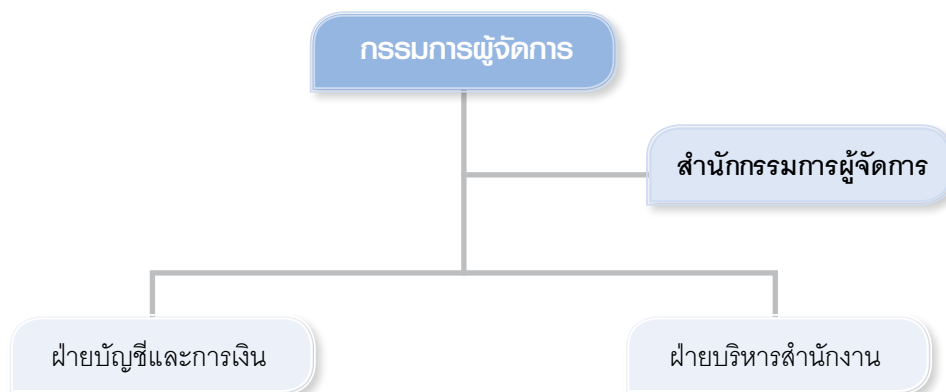 กรรมการผู้จัดการ
สำนักกรรมการผู้จัดการ
ฝ่ายบัญชีและการเงิน
ฝ่ายบริหารสำนักงาน